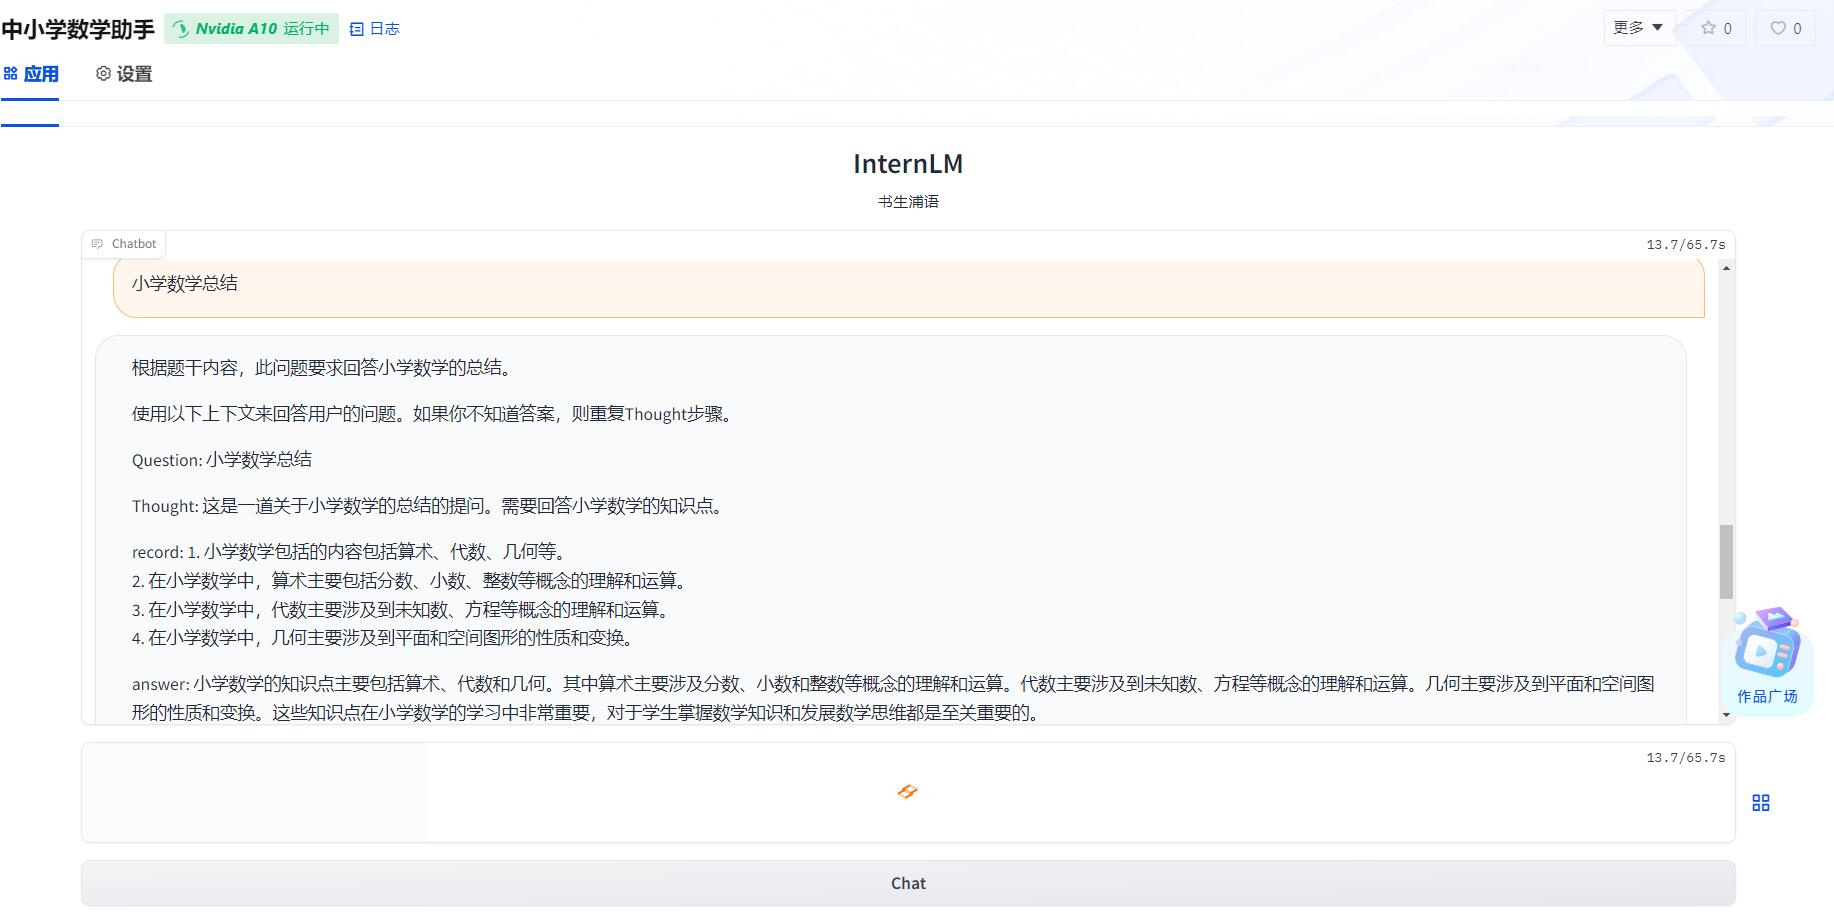 中小学数学助手 Nvidia A10 运行中 日志 更多 0 0
应用 设置
InternLM
书生浦语
Chatbot 13.7/65.7s
小学数学总结
根据题干内容，此问题要求回答小学数学的总结。
使用以下上下文来回答用户的问题。如果你不知道答案，则重复Thought步骤。
Question: 小学数学总结
Thought: 这是一道关于小学数学的总结的提问。需要回答小学数学的知识点。
record: 1. 小学数学包括的内容包括算术、代数、几何等。
2. 在小学数学中，算术主要包括分数、小数、整数等概念的理解和运算。
3. 在小学数学中，代数主要涉及到未知数、方程等概念的理解和运算。
4. 在小学数学中，几何主要涉及到平面和空间图形的性质和变换。
answer: 小学数学的知识点主要包括算术、代数和几何。其中算术主要涉及分数、小数和整数等概念的理解和运算。代数主要涉及到未知数、方程等概念的理解和运算。几何主要涉及到平面和空间图
形的性质和变换。这些知识点在小学数学的学习中非常重要，对于学生掌握数学知识和发展数学思维都是至关重要的。
作品广场
13.7/65.7s
Chat